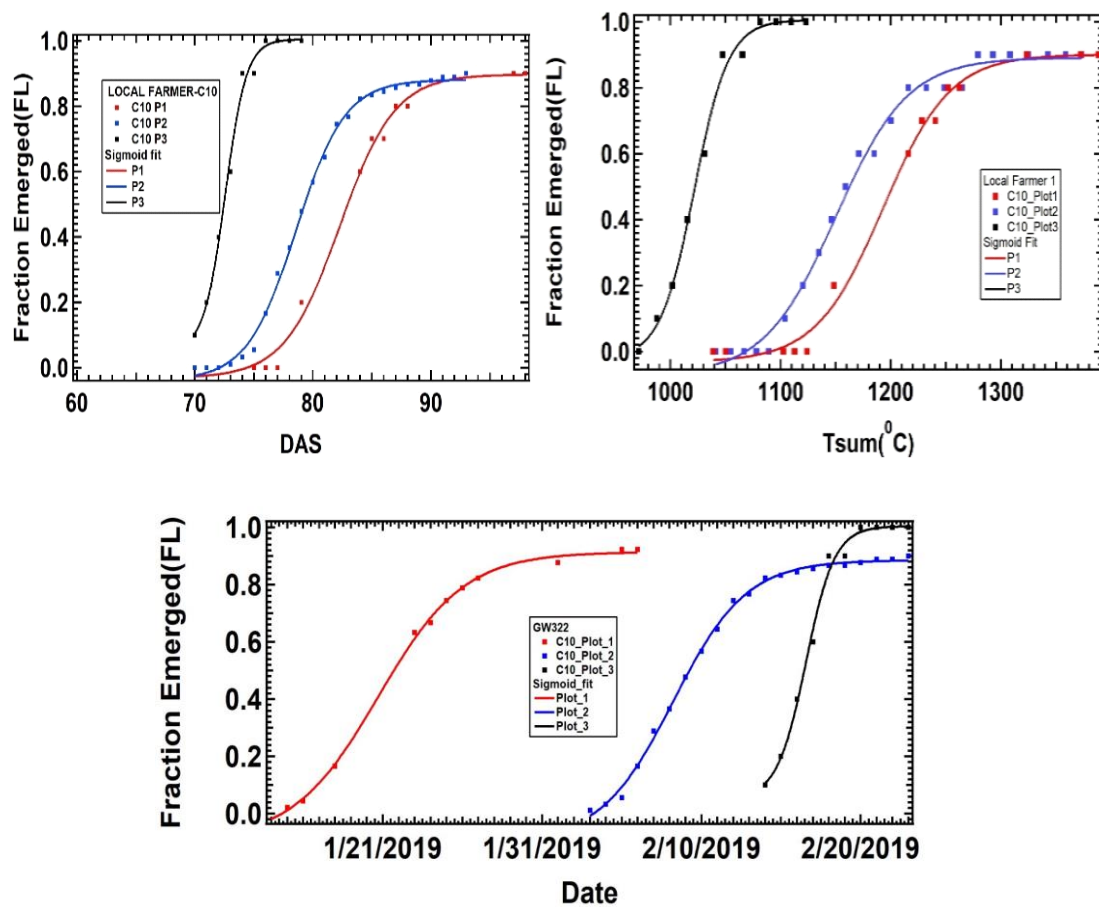 1.0
0.8
0.6
0.4
0.2
0.0
Fraction Emerged(FL)
LOCAL FARMER-C10
C10 P1
C10 P2
C10 P3
Sigmoid fit
P1
P2
P3
60
70
80
90
DAS
1.0
0.8
0.6
0.4
0.2
0.0
Fraction Emerged(FL)
Local Farmer 1
C10_Plot1
C10_Plot2
C10_Plot3
Sigmoid Fit
P1
P2
P3
1000
1100
1200
1300
Tsum(⁰C)
1.0
0.8
0.6
0.4
0.2
0.0
Fraction Emerged(FL)
GW322
C10_Plot_1
C10_Plot_2
C10_Plot_3
Sigmoid_fit
Plot_1
Plot_2
Plot_3
1/21/2019
1/31/2019
2/10/2019
2/20/2019
Date